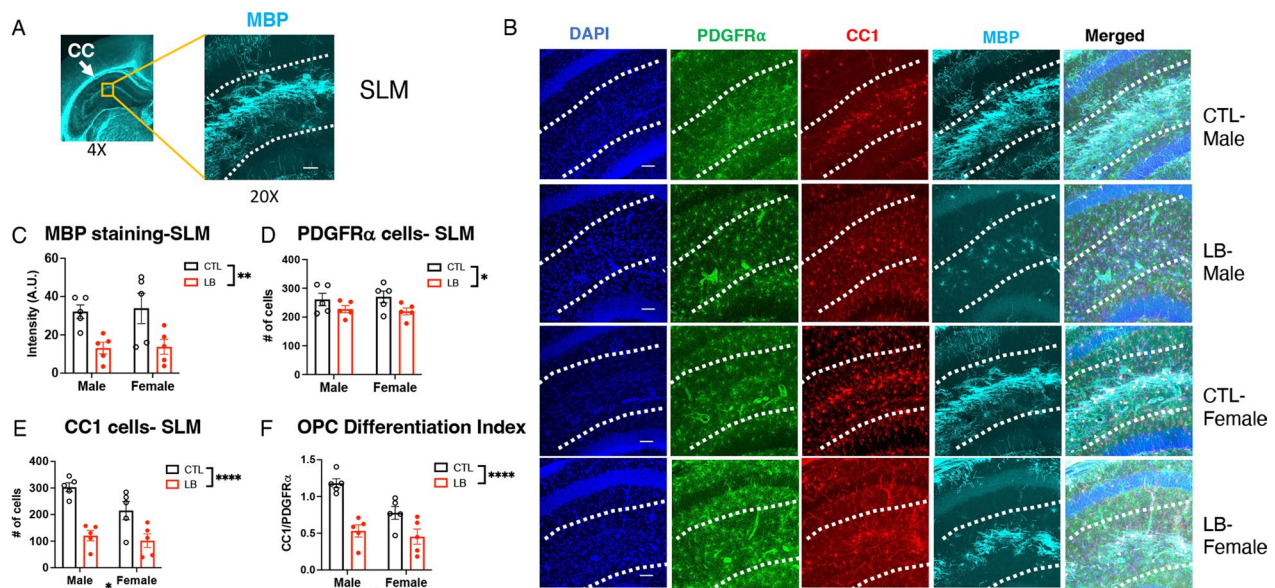 A
MBP
CC
SLM
4X
20X
B
DAPI
PDGFRα
CC1
MBP
Merged
CTL-
Male
LB-
Male
CTL-
Female
LB-
Female
C
MBP staining-SLM
Intensity (A.U.)
60
40
20
0
Male
Female
CTL
LB
**
D
PDGFRα cells- SLM
# of cells
400
300
200
100
0
Male
Female
CTL
LB
*
E
CC1 cells- SLM
# of cells
400
300
200
100
0
Male
*
Female
CTL
LB
****
F
OPC Differentiation Index
CC1/PDGFRα
1.5
1.0
0.5
0.0
Male
Female
CTL
LB
****